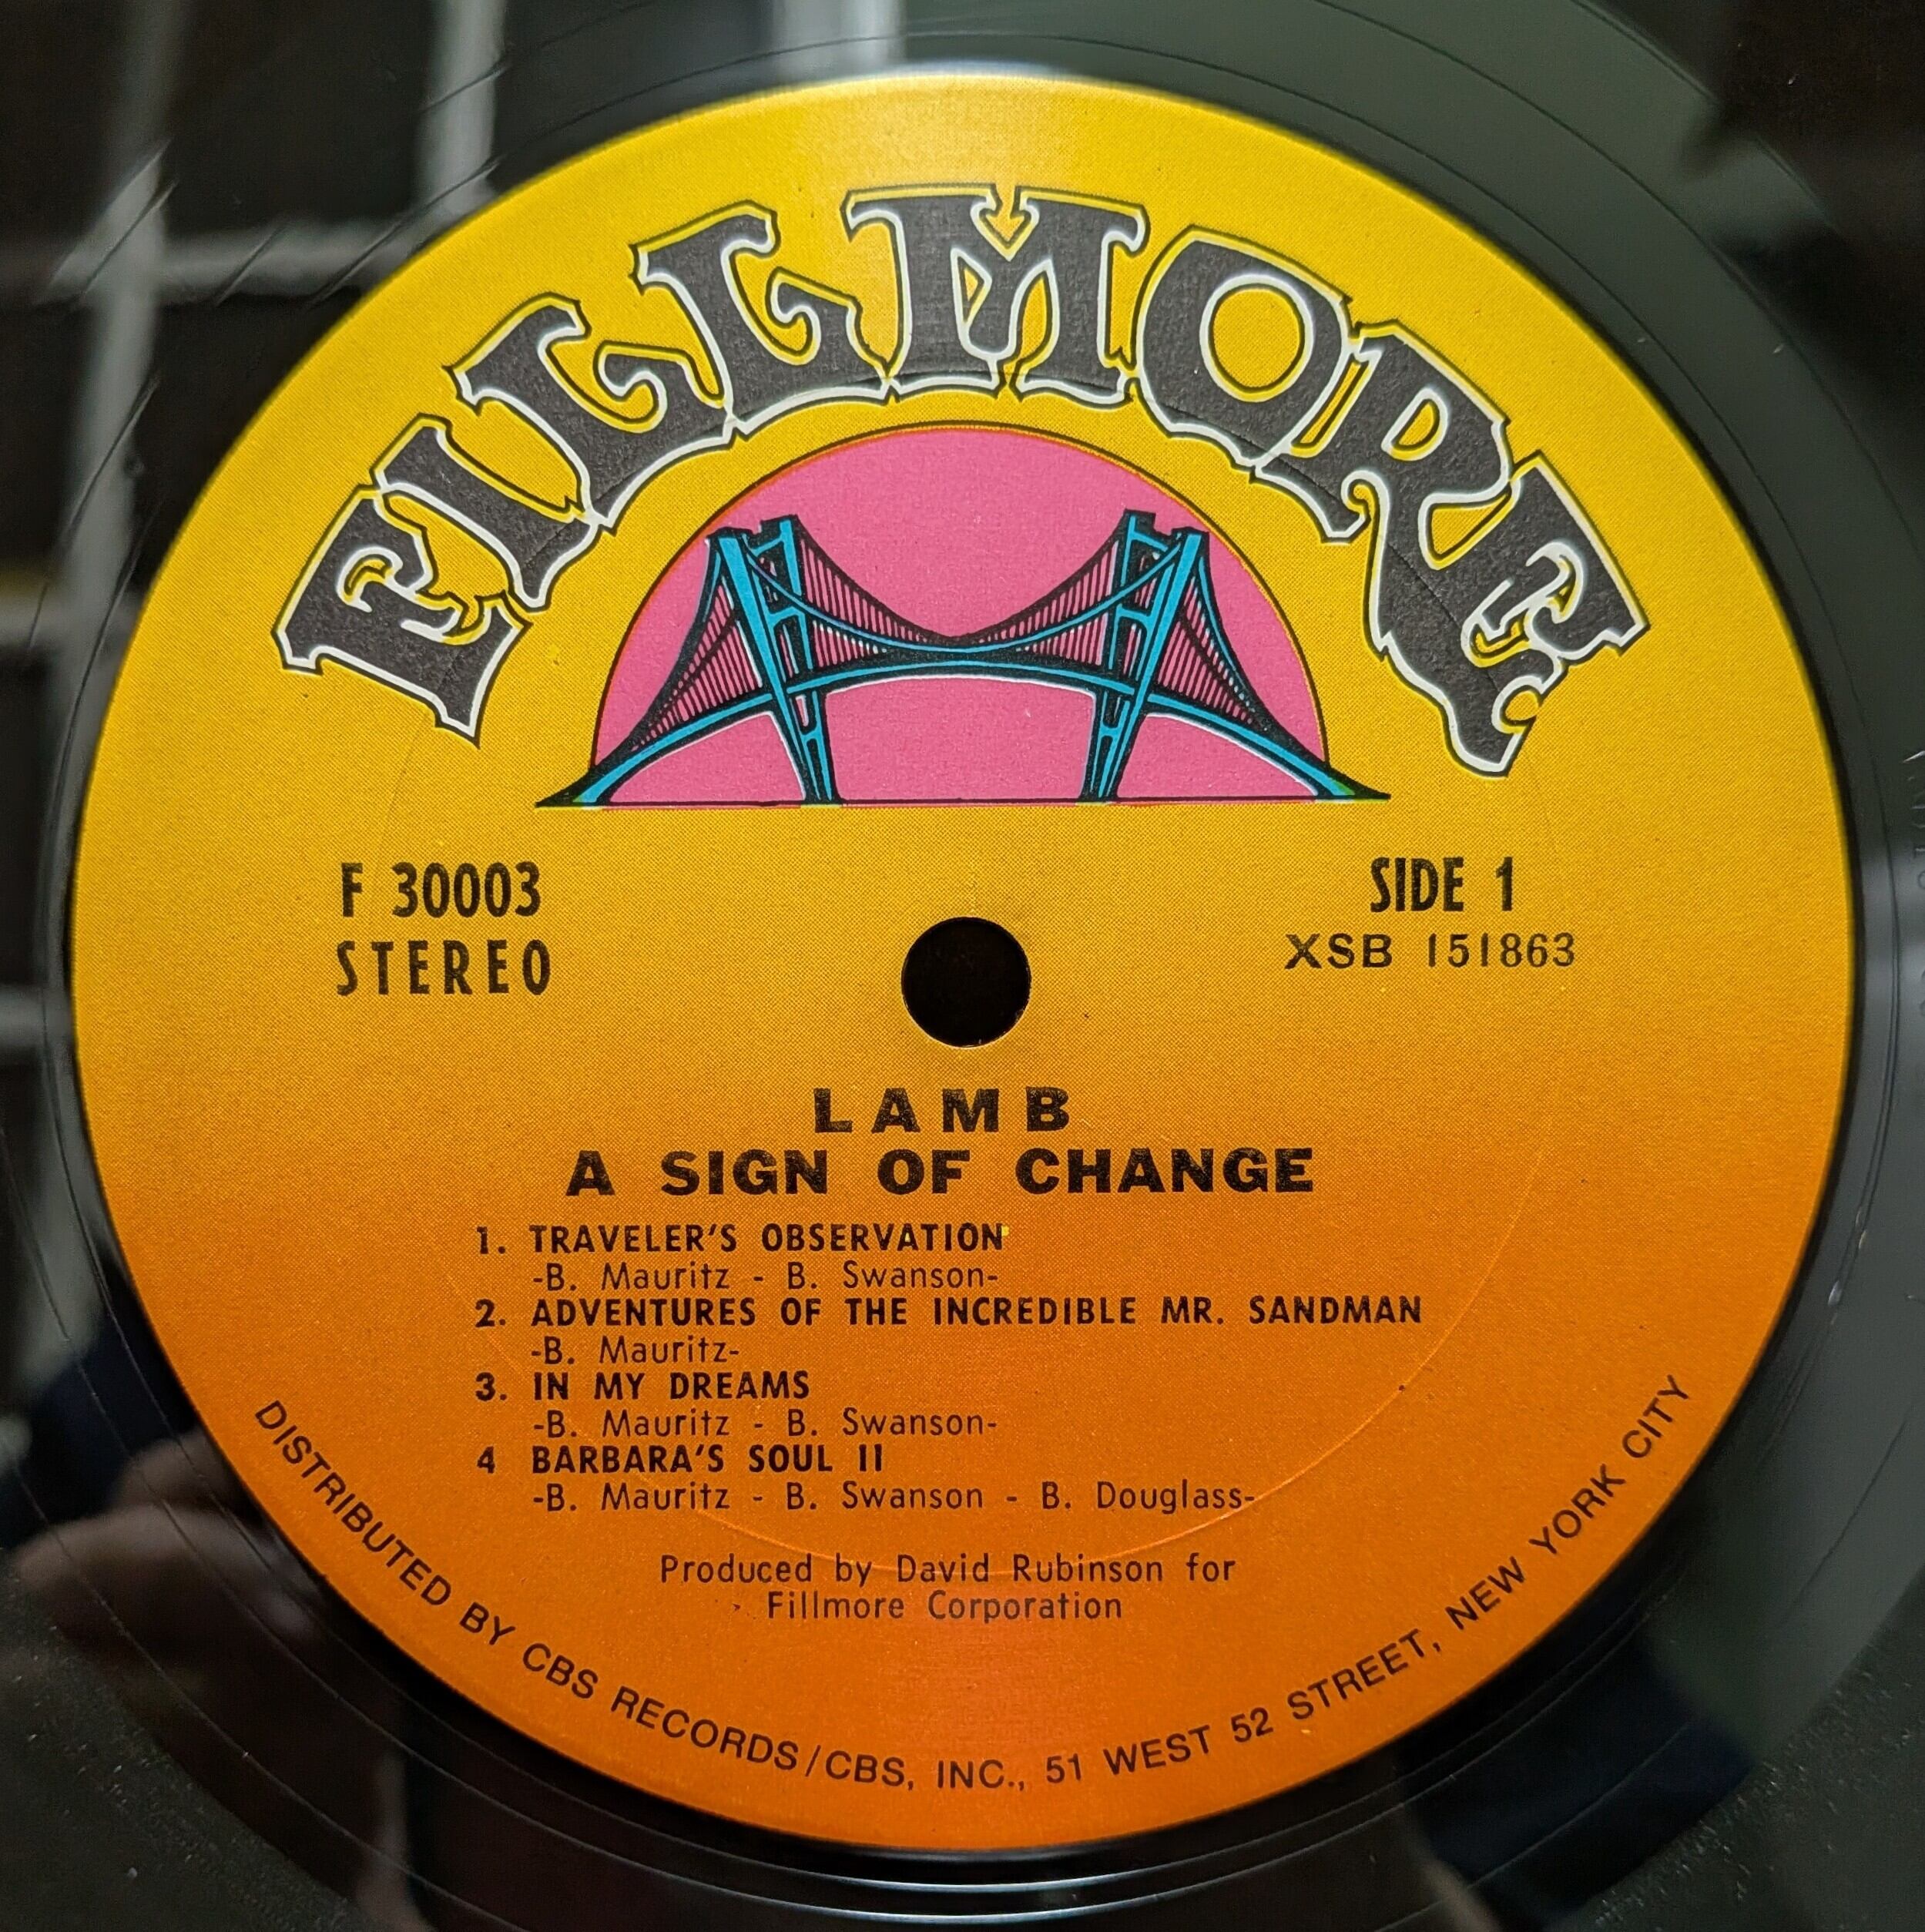 FILLMORE
F 30003
STEREO
SIDE 1
XSB 151863
LAMB
A SIGN OF CHANGE
1. TRAVELER'S OBSERVATION
-B. Mauritz - B. Swanson-
2. ADVENTURES OF THE INCREDIBLE MR. SANDMAN
-B. Mauritz-
3. IN MY DREAMS
-B. Mauritz - B. Swanson-
4 BARBARA'S SOUL II
-B. Mauritz - B. Swanson - B. Douglass-
Produced by David Rubinson for
Fillmore Corporation
DISTRIBUTED BY CBS RECORDS/CBS, INC., 51 WEST 52 STREET, NEW YORK CITY